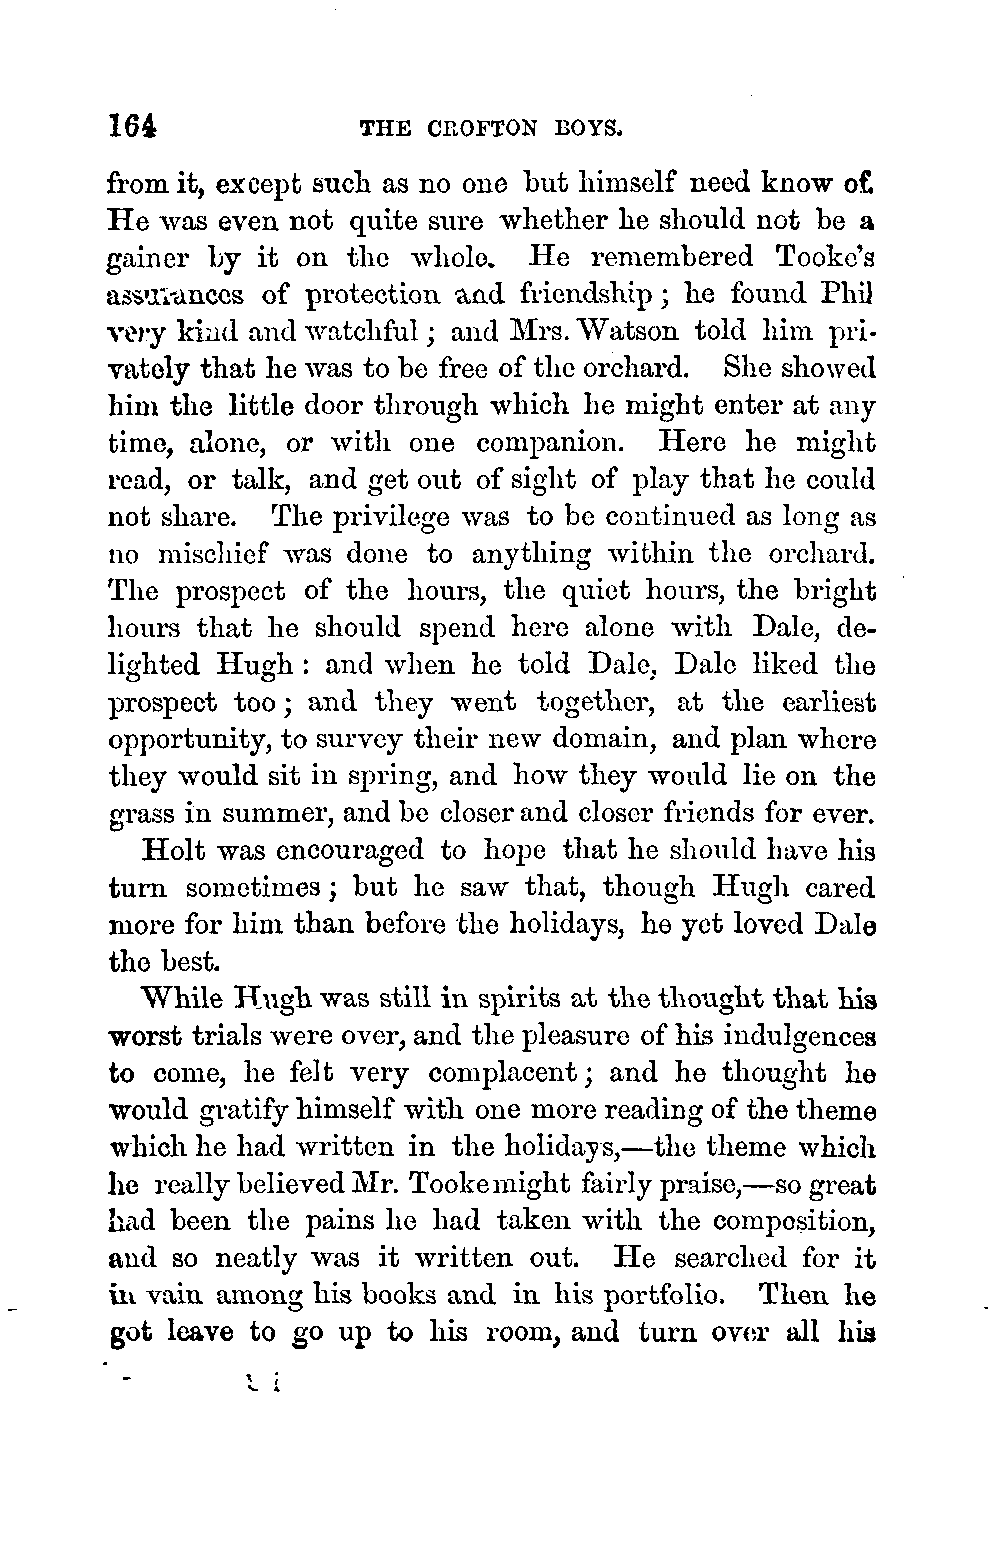 164 THE CROFTON BOYS.
from it, except such as no one but himself need know of.
He was even not quite sure whether he should not be a
gainer by it on the whole. He remembered Tooke's
assurances of protection and friendship; he found Phil
very kind and watchful; and Mrs. Watson told him pri-
vately that he was to be free of the orchard. She showed
him the little door through which he might enter at any
time, alone, or with one companion. Here he might
read, or talk, and get out of sight of play that he could
not share. The privilege was to be continued as long as
no mischief was done to anything within the orchard.
The prospect of the hours, the quiet hours, the bright
hours that he should spend here alone with Dale, de-
lighted Hugh: and when he told Dale, Dale liked the
prospect too; and they went together, at the earliest
opportunity, to survey their new domain, and plan where
they would sit in spring, and how they would lie on the
grass in summer, and be closer and closer friends for ever.
Holt was encouraged to hope that he should have his
turn sometimes; but he saw that, though Hugh cared
more for him than before the holidays, he yet loved Dale
the best.
While Hugh was still in spirits at the thought that his
worst trials were over, and the pleasure of his indulgences
to come, he felt very complacent; and he thought he
would gratify himself with one more reading of the theme
which he had written in the holidays,—the theme which
he really believed Mr. Tooke might fairly praise,—so great
had been the pains he had taken with the composition,
and so neatly was it written out. He searched for it
in vain among his books and in his portfolio. Then he
got leave to go up to his room, and turn over all his